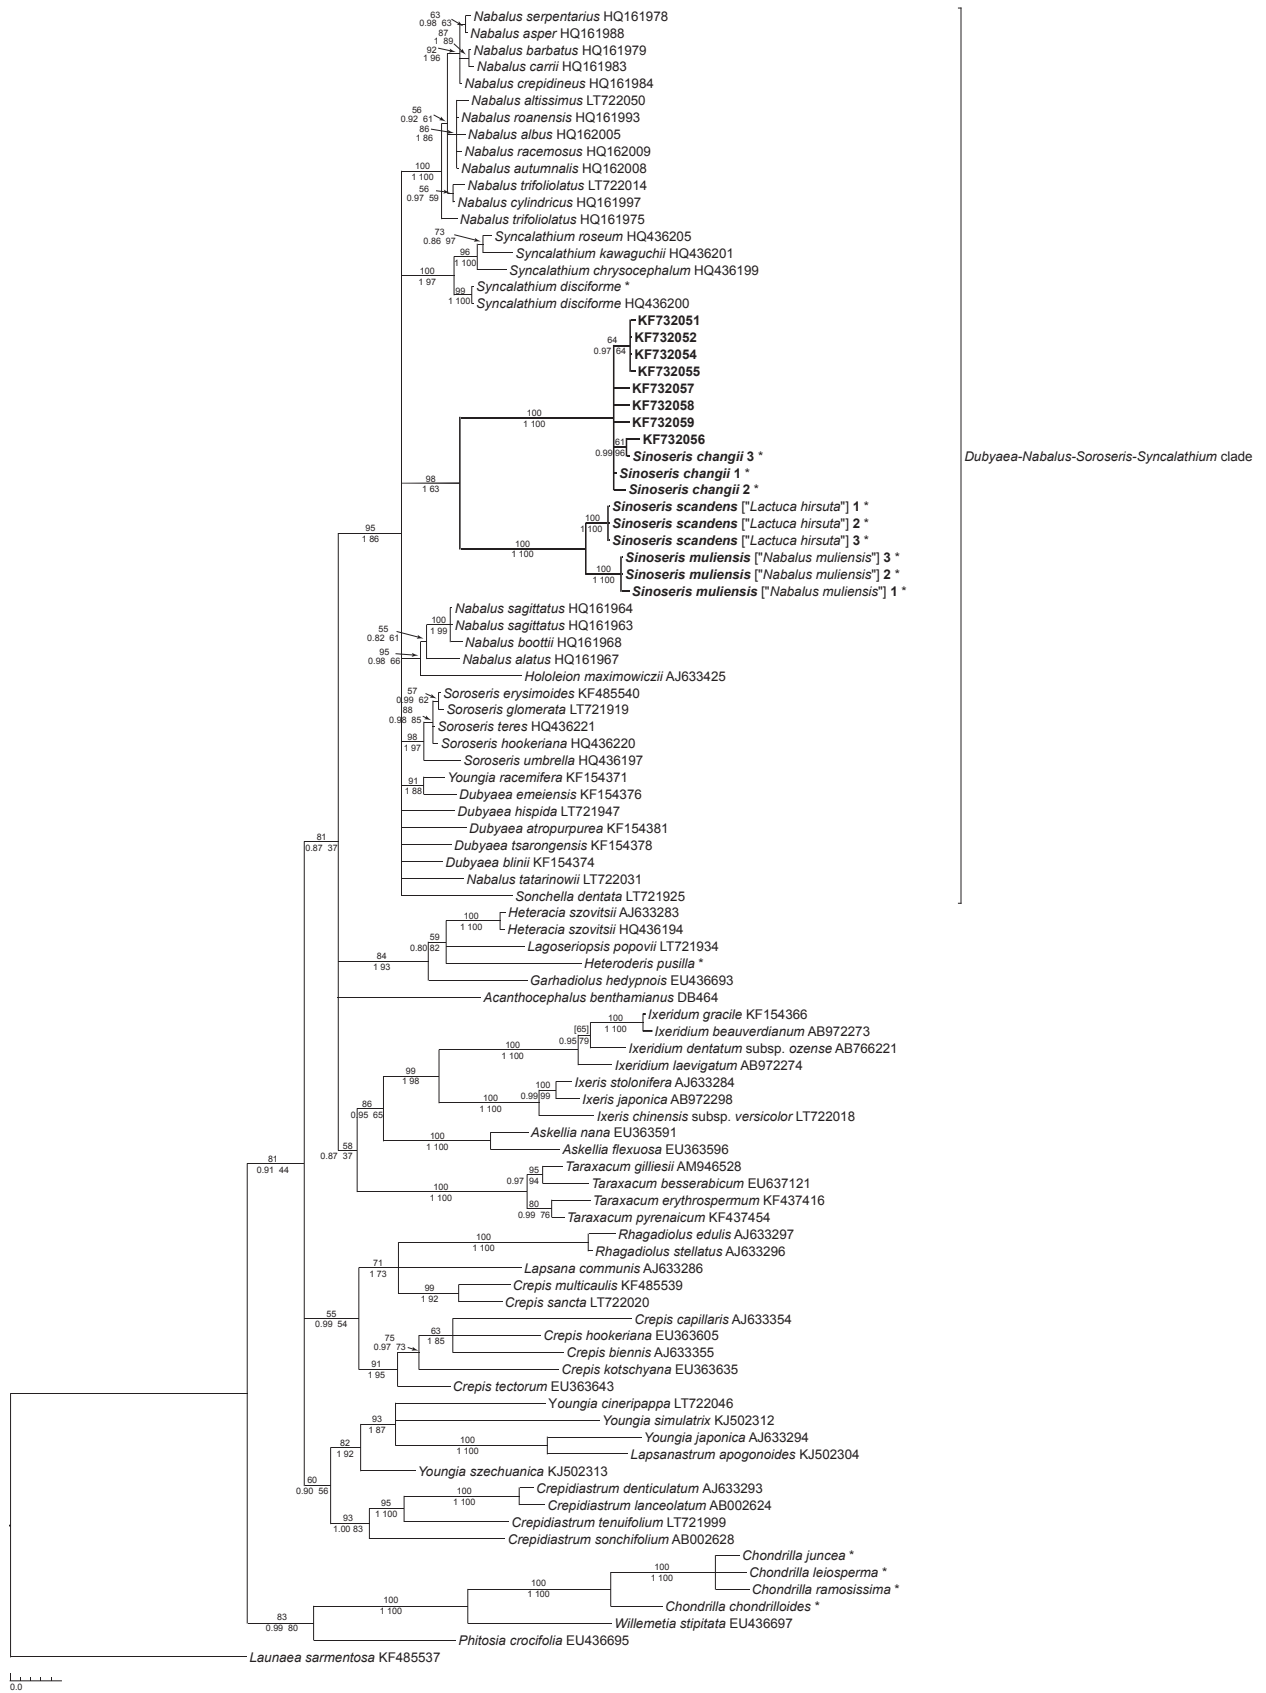 63
0.98 63
Nabalus serpentarius HQ161978
87
1 89
Nabalus asper HQ161988
92
1 96
Nabalus barbatus HQ161979
Nabalus carrii HQ161983
Nabalus crepidineus HQ161984
Nabalus altissimus LT722050
56
0.92 61
Nabalus roanensis HQ161993
86
1 86
Nabalus albus HQ162005
Nabalus racemosus HQ162009
100
1 100
Nabalus autumnalis HQ162008
56
0.97 59
Nabalus trifoliolatus LT722014
Nabalus cylindricus HQ161997
Nabalus trifoliolatus HQ161975
73
0.86 97
Syncalathium roseum HQ436205
96
1 100
Syncalathium kawaguchii HQ436201
Syncalathium chrysocephalum HQ436199
100
1 97
99
1 100
Syncalathium disciforme *
Syncalathium disciforme HQ436200
KF732051
64
0.97 64
KF732052
KF732054
KF732055
KF732057
KF732058
100
1 100
KF732059
61
0.99 96
KF732056
Sinoseris changii 3 *
Dubyaea-Nabalus-Soroseris-Syncalathium clade
Sinoseris changii 1 *
98
1 63
Sinoseris changii 2 *
Sinoseris scandens ["Lactuca hirsuta"] 1 *
100
1 100
Sinoseris scandens ["Lactuca hirsuta"] 2 *
95
1 86
Sinoseris scandens ["Lactuca hirsuta"] 3 *
100
1 100
Sinoseris muliensis ["Nabalus muliensis"] 3 *
100
1 100
Sinoseris muliensis ["Nabalus muliensis"] 2 *
Sinoseris muliensis ["Nabalus muliensis"] 1 *
Nabalus sagittatus HQ161964
100
1 99
Nabalus sagittatus HQ161963
55
0.82 61
Nabalus boottii HQ161968
95
0.98 66
Nabalus alatus HQ161967
Hololeion maximowiczii AJ633425
57
0.99 62
Soroseris erysimoides KF485540
88
0.98 85
Soroseris glomerata LT721919
Soroseris teres HQ436221
98
1 97
Soroseris hookeriana HQ436220
Soroseris umbrella HQ436197
91
1 88
Youngia racemifera KF154371
Dubyaea emeiensis KF154376
Dubyaea hispida LT721947
Dubyaea atropurpurea KF154381
81
0.87 37
Dubyaea tsarongensis KF154378
Dubyaea blinii KF154374
Nabalus tatarinowii LT722031
Sonchella dentata LT721925
100
1 100
Heteracia szovitsii AJ633283
Heteracia szovitsii HQ436194
59
0.80 82
Lagoseriopsis popovii LT721934
84
1 93
Heteroderis pusilla *
Garhadiolus hedypnois EU436693
Acanthocephalus benthamianus DB464
100
1 100
Ixeridum gracile KF154366
[65]
0.95 79
Ixeridium beauverdianum AB972273
100
1 100
Ixeridium dentatum subsp. ozense AB766221
Ixeridium laevigatum AB972274
99
1 98
100
0.99 99
Ixeris stolonifera AJ633284
100
1 100
Ixeris japonica AB972298
86
0.95 65
Ixeris chinensis subsp. versicolor LT722018
100
1 100
Askellia nana EU363591
58
0.87 37
Askellia flexuosa EU363596
81
0.91 44
95
0.97 94
Taraxacum gilliesii AM946528
100
1 100
Taraxacum besserabicum EU637121
80
0.99 76
Taraxacum erythrospermum KF437416
Taraxacum pyrenaicum KF437454
100
1 100
Rhagadiolus edulis AJ633297
Rhagadiolus stellatus AJ633296
71
1 73
Lapsana communis AJ633286
99
1 92
Crepis multicaulis KF485539
Crepis sancta LT722020
55
0.99 54
Crepis capillaris AJ633354
63
1 85
Crepis hookeriana EU363605
75
0.97 73
Crepis biennis AJ633355
91
1 95
Crepis kotschyana EU363635
Crepis tectorum EU363643
Youngia cineripappa LT722046
93
1 87
Youngia simulatrix KJ502312
Youngia japonica AJ633294
82
1 92
100
1 100
Lapsanastrum apogonoides KJ502304
Youngia szechuanica KJ502313
60
0.90 56
100
1 100
Crepidiastrum denticulatum AJ633293
95
1 100
Crepidiastrum lanceolatum AB002624
93
1.00 83
Crepidiastrum tenuifolium LT721999
Crepidiastrum sonchifolium AB002628
Chondrilla juncea *
100
1 100
Chondrilla leiosperma *
100
1 100
Chondrilla ramosissima *
100
1 100
Chondrilla chondrilloides *
83
0.99 80
Willemetia stipitata EU436697
Phitosia crocifolia EU436695
Launaea sarmentosa KF485537
0.0